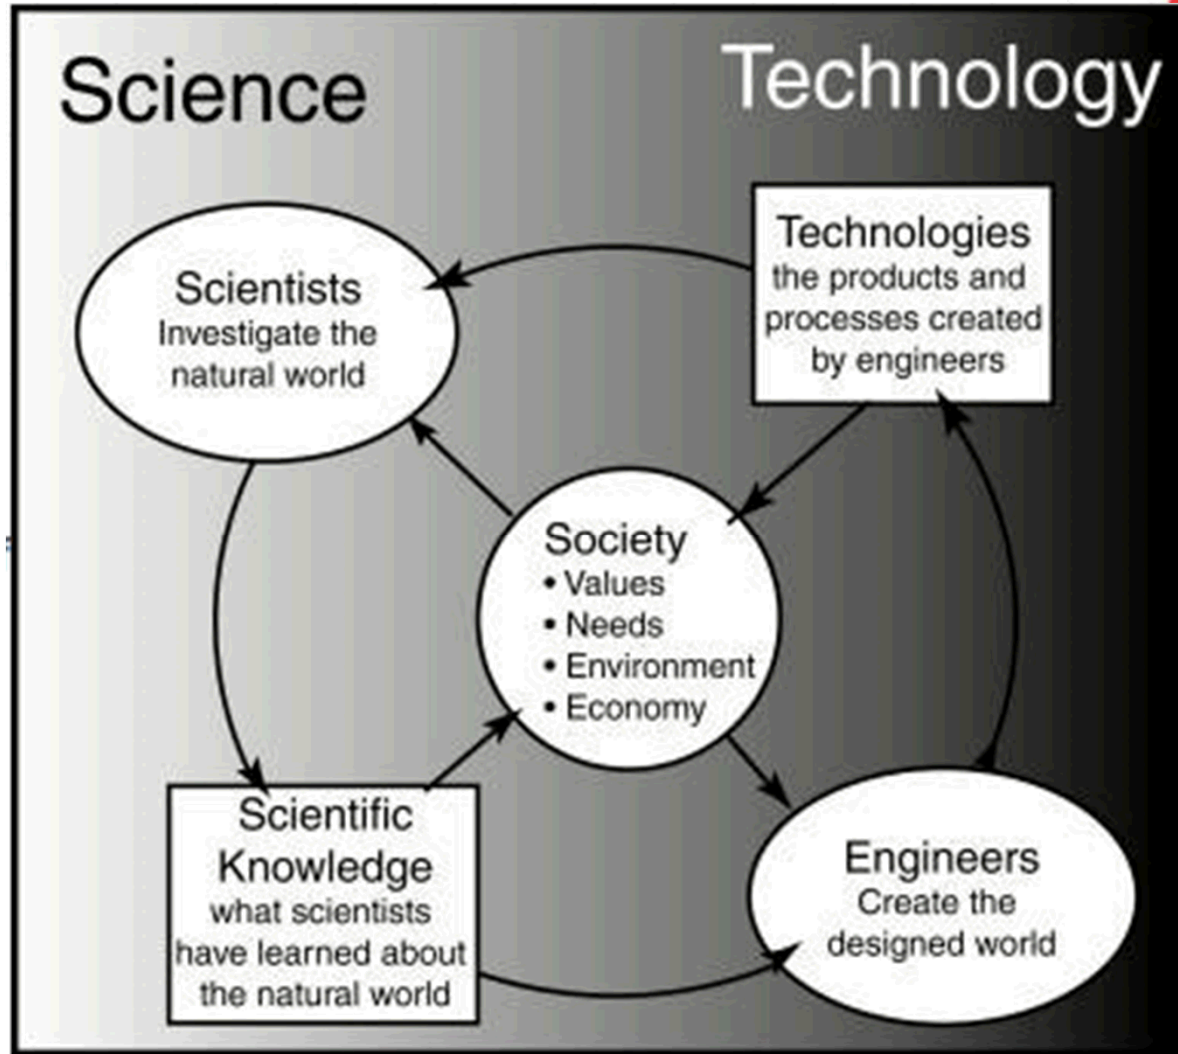 Science
Technology
Scientists
Investigate the
natural world
Technologies
the products and
processes created
by engineers
Society
• Values
• Needs
• Environment
• Economy
Scientific
Knowledge
what scientists
have learned about
the natural world
Engineers
Create the
designed world